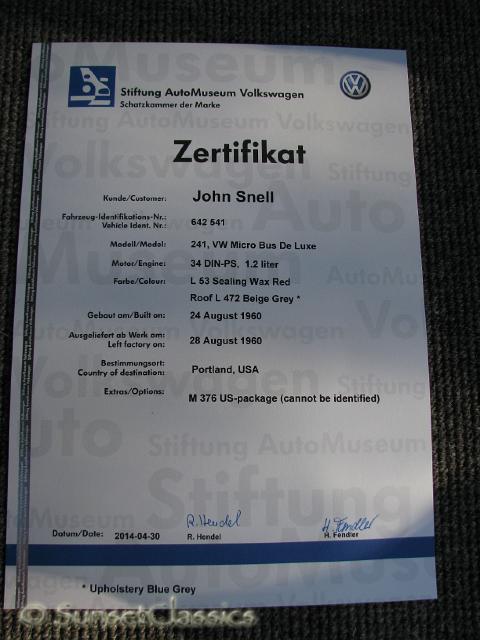 Stiftung AutoMuseum Volkswagen
Schatzkammer der Marke
Zertifikat
Kunde/Customer: John Snell
Fahrzeug-Identifikations-Nr.:
Vehicle Ident. Nr.: 642 541
Modell/Model: 241, VW Micro Bus De Luxe
Motor/Engine: 34 DIN-PS, 1.2 liter
Farbe/Colour: L 53 Sealing Wax Red
Roof L 472 Beige Grey *
Gebaut am/Built on: 24 August 1960
Ausgeliefert ab Werk am:
Left factory on: 28 August 1960
Bestimmungsort:
Country of destination: Portland, USA
Extras/Options: M 376 US-package (cannot be identified)
R. Hendel H. Fendler
Datum/Date: 2014-04-30 R. Hendel H. Fendler
* Upholstery Blue Grey
© SunsetClassics